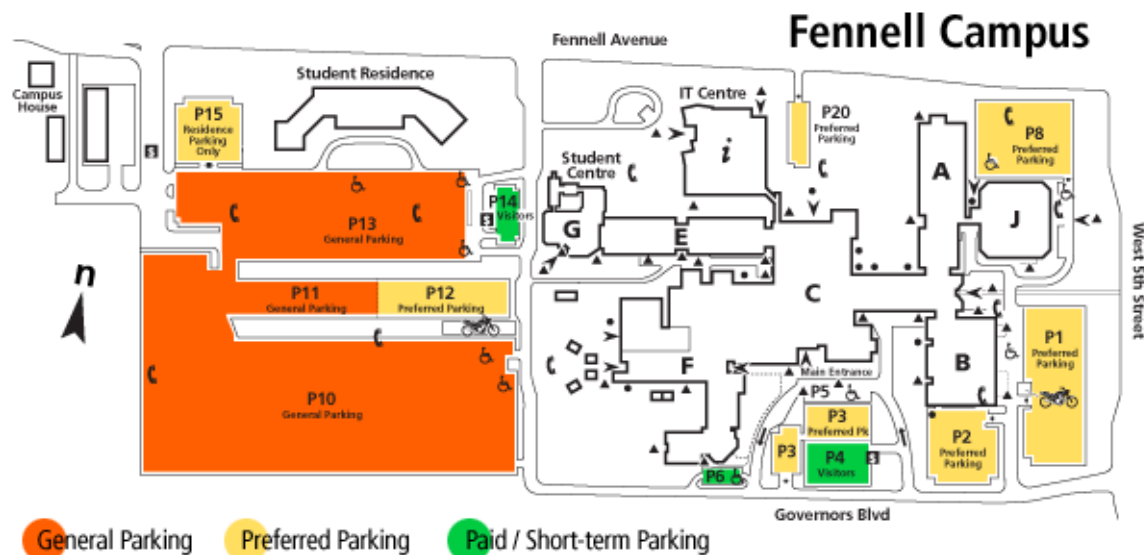 Fennell Campus
Fennell Avenue
Student Residence
Campus
House
P15
Residence
Parking
Only
IT Centre
i
P20
Preferred
Parking
P8
Preferred
Parking
A
J
Student
Centre
P14
Visitors
$
$
P13
General Parking
G
E
West 5th Street
n
P11
General Parking
P12
Preferred Parking
C
P1
Preferred
Parking
B
F
Main Entrance
P10
General Parking
P5
P3
Preferred Pk
P3
P4
Visitors
$
P2
Preferred
Parking
P6
Governors Blvd
General Parking
Preferred Parking
Paid / Short-term Parking